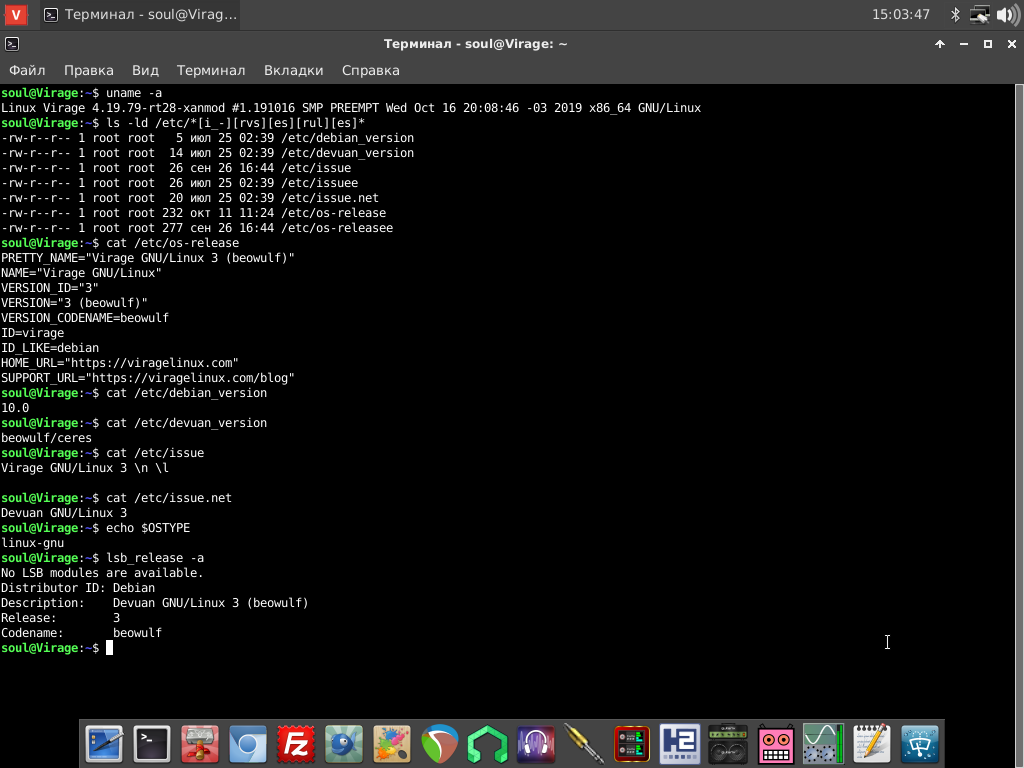 V Терминал - soul@Virag... 15:03:47
Терминал - soul@Virage: ~
Файл Правка Вид Терминал Вкладки Справка
soul@Virage:~$ uname -a
Linux Virage 4.19.79-rt28-xanmod #1.191016 SMP PREEMPT Wed Oct 16 20:08:46 -03 2019 x86_64 GNU/Linux
soul@Virage:~$ ls -ld /etc/*[i_-][rvs][es][rul][es]*
-rw-r--r-- 1 root root   5 июл 25 02:39 /etc/debian_version
-rw-r--r-- 1 root root  14 июл 25 02:39 /etc/devuan_version
-rw-r--r-- 1 root root  26 сен 26 16:44 /etc/issue
-rw-r--r-- 1 root root  26 июл 25 02:39 /etc/issuee
-rw-r--r-- 1 root root  20 июл 25 02:39 /etc/issue.net
-rw-r--r-- 1 root root 232 окт 11 11:24 /etc/os-release
-rw-r--r-- 1 root root 277 сен 26 16:44 /etc/os-releasee
soul@Virage:~$ cat /etc/os-release
PRETTY_NAME="Virage GNU/Linux 3 (beowulf)"
NAME="Virage GNU/Linux"
VERSION_ID="3"
VERSION="3 (beowulf)"
VERSION_CODENAME=beowulf
ID=virage
ID_LIKE=debian
HOME_URL="https://viragelinux.com"
SUPPORT_URL="https://viragelinux.com/blog"
soul@Virage:~$ cat /etc/debian_version
10.0
soul@Virage:~$ cat /etc/devuan_version
beowulf/ceres
soul@Virage:~$ cat /etc/issue
Virage GNU/Linux 3 \n \l
soul@Virage:~$ cat /etc/issue.net
Devuan GNU/Linux 3
soul@Virage:~$ echo $OSTYPE
linux-gnu
soul@Virage:~$ lsb_release -a
No LSB modules are available.
Distributor ID: Debian
Description:    Devuan GNU/Linux 3 (beowulf)
Release:        3
Codename:       beowulf
soul@Virage:~$
>_ Fz H2